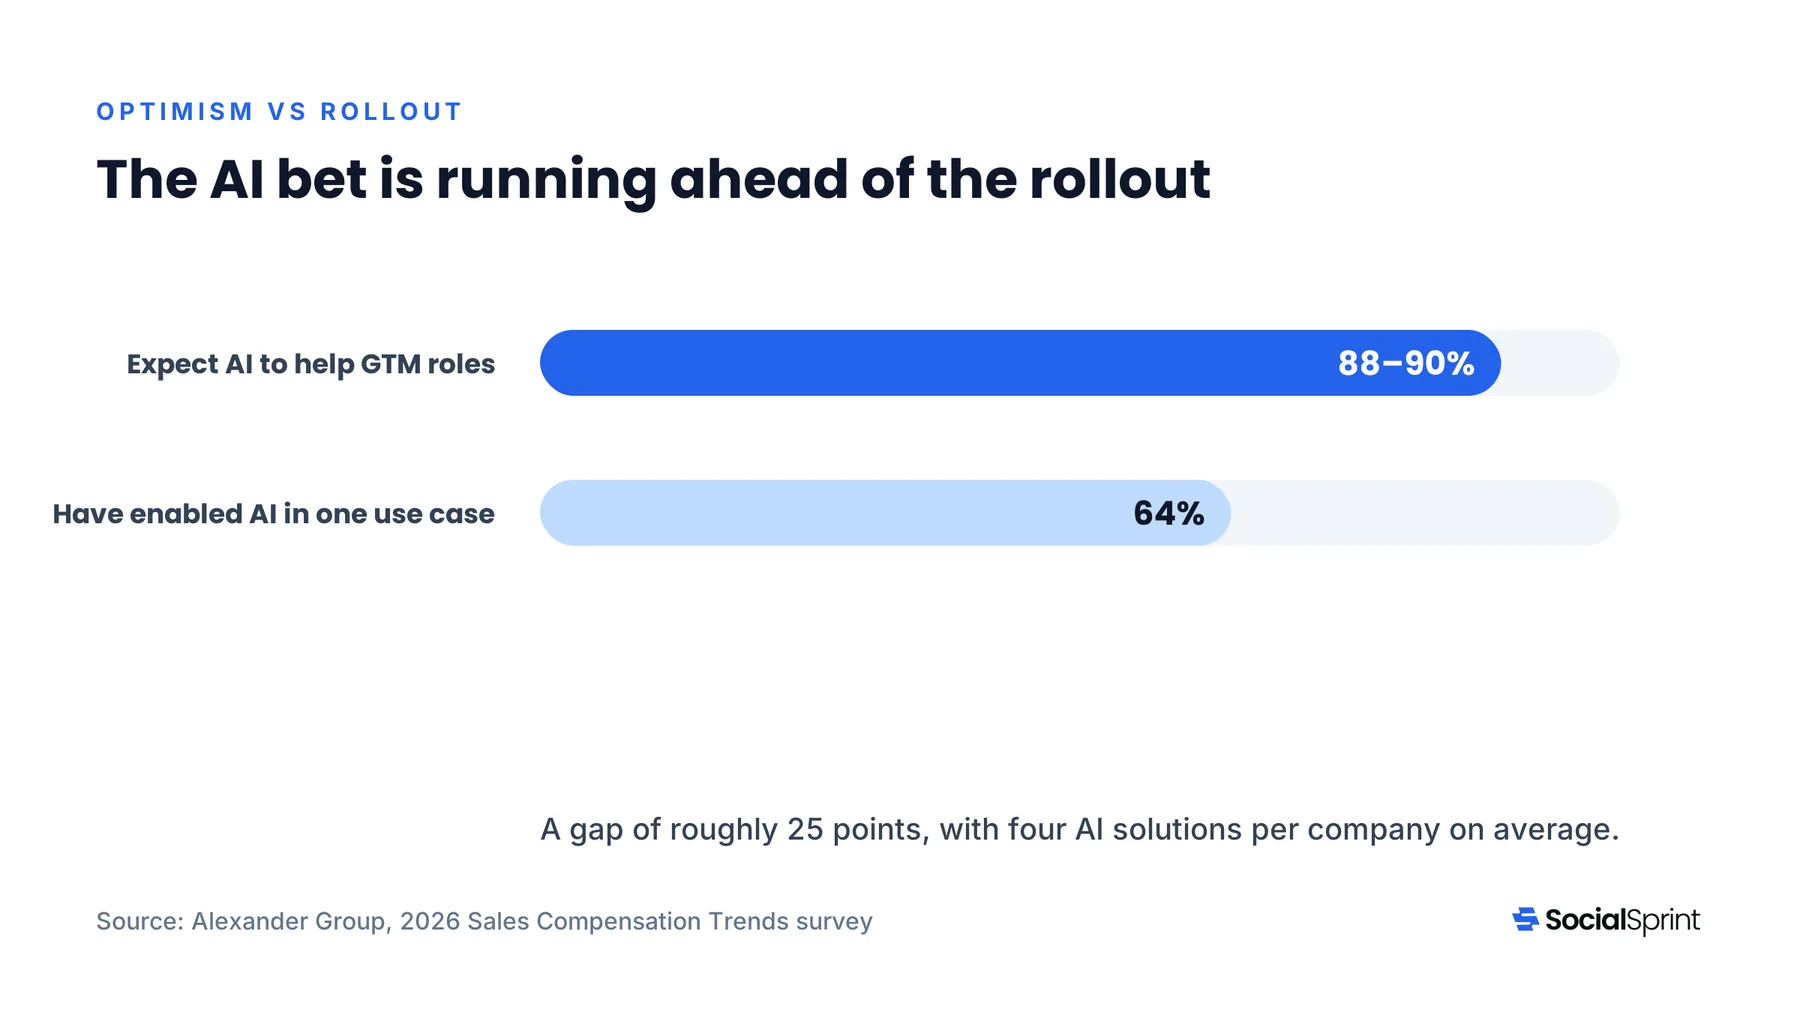 OPTIMISM VS ROLLOUT
The AI bet is running ahead of the rollout
Expect AI to help GTM roles
88–90%
Have enabled AI in one use case
64%
A gap of roughly 25 points, with four AI solutions per company on average.
Source: Alexander Group, 2026 Sales Compensation Trends survey
SocialSprint